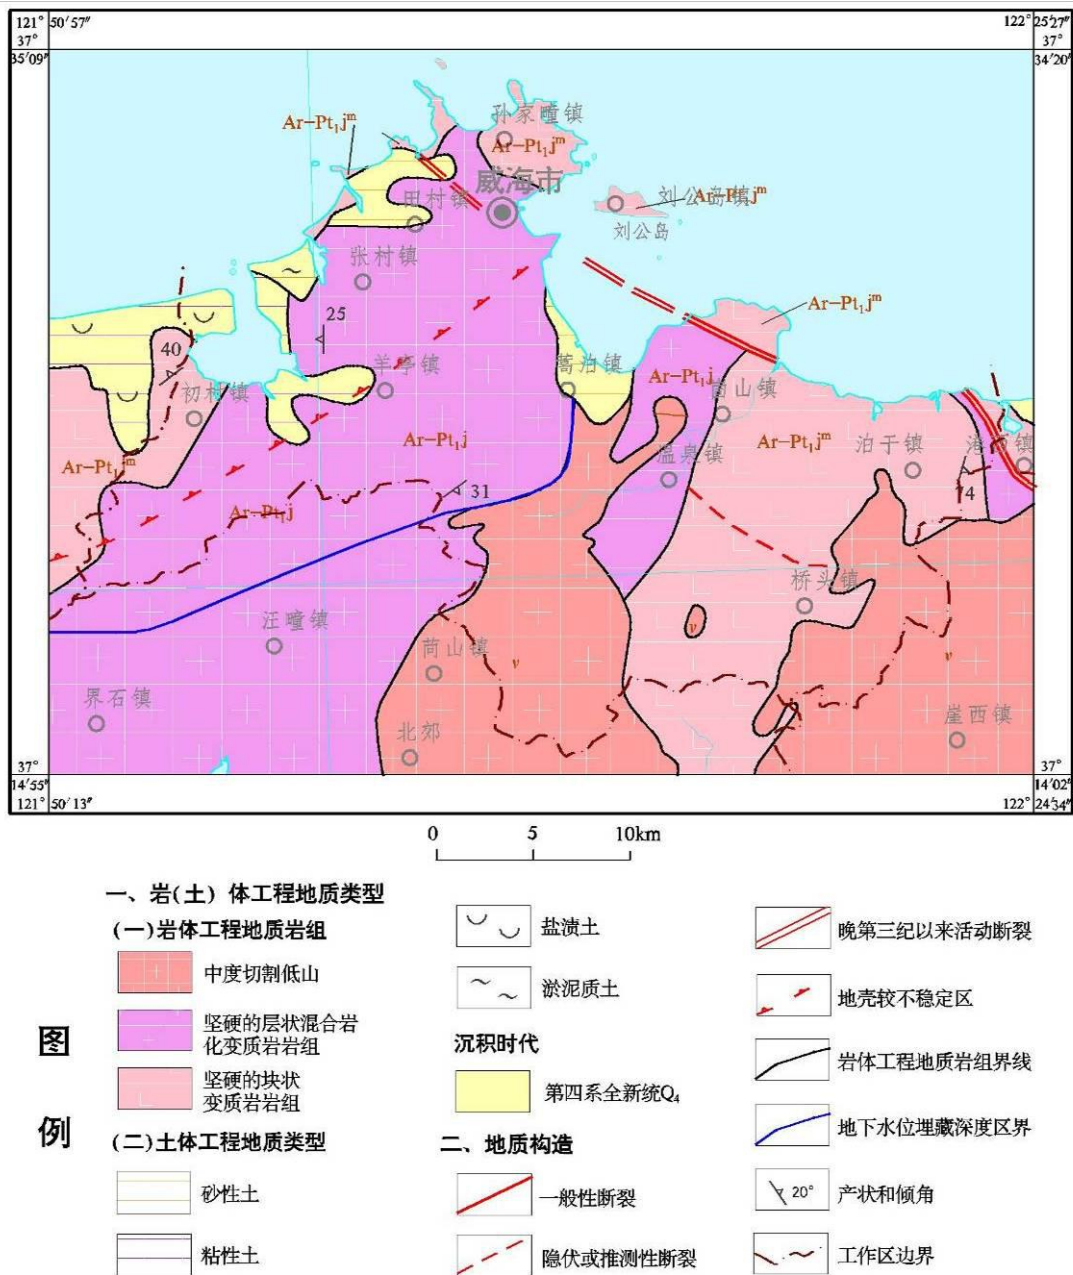 121° 50′57″
37°
35′09″
122° 25′27″
37°
34′20″
孙家疃镇
Ar-Pt₁jᵐ
Ar-Pt₁jᵐ
威海市
田村镇
刘公岛镇
Ar-Pt₁jᵐ
刘公岛
张村镇
25
Ar-Pt₁jᵐ
40
羊亭镇
蒿泊镇
初村镇
Ar-Pt₁j
崮山镇
Ar-Pt₁j
Ar-Pt₁jᵐ
泊于镇
Ar-Pt₁jᵐ
温泉镇
31
74
Ar-Pt₁j
桥头镇
汪疃镇
ν
苘山镇
ν
ν
界石镇
崖西镇
北郊
37°
14′55″
121° 50′13″
37°
14′02″
122° 24′34″
0 5 10km
图例
一、岩(土)体工程地质类型
(一)岩体工程地质岩组
中度切割低山
坚硬的层状混合岩
化变质岩岩组
坚硬的块状
变质岩岩组
(二)土体工程地质类型
砂性土
粘性土
盐渍土
淤泥质土
沉积时代
第四系全新统Q₄
二、地质构造
一般性断裂
隐伏或推测性断裂
晚第三纪以来活动断裂
地壳较不稳定区
岩体工程地质岩组界线
地下水位埋藏深度区界
20°
产状和倾角
工作区边界